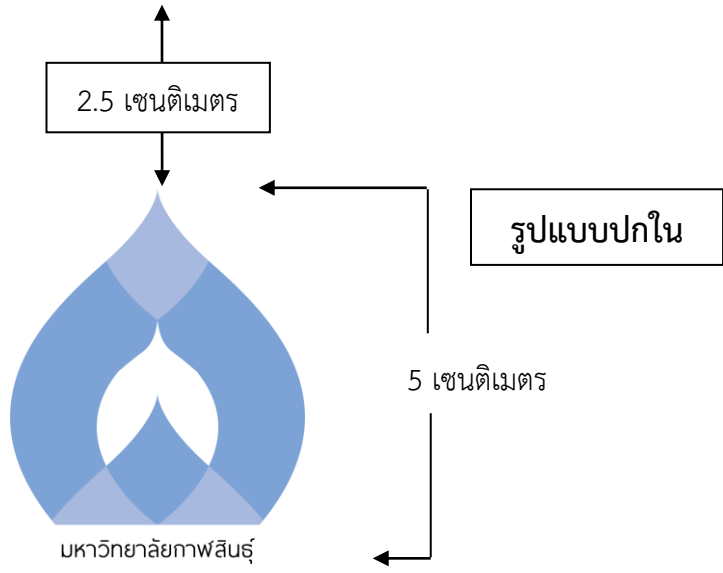 2.5 เซนติเมตร
รูปแบบปกใน
5 เซนติเมตร
มหาวิทยาลัยกาฬสินธุ์